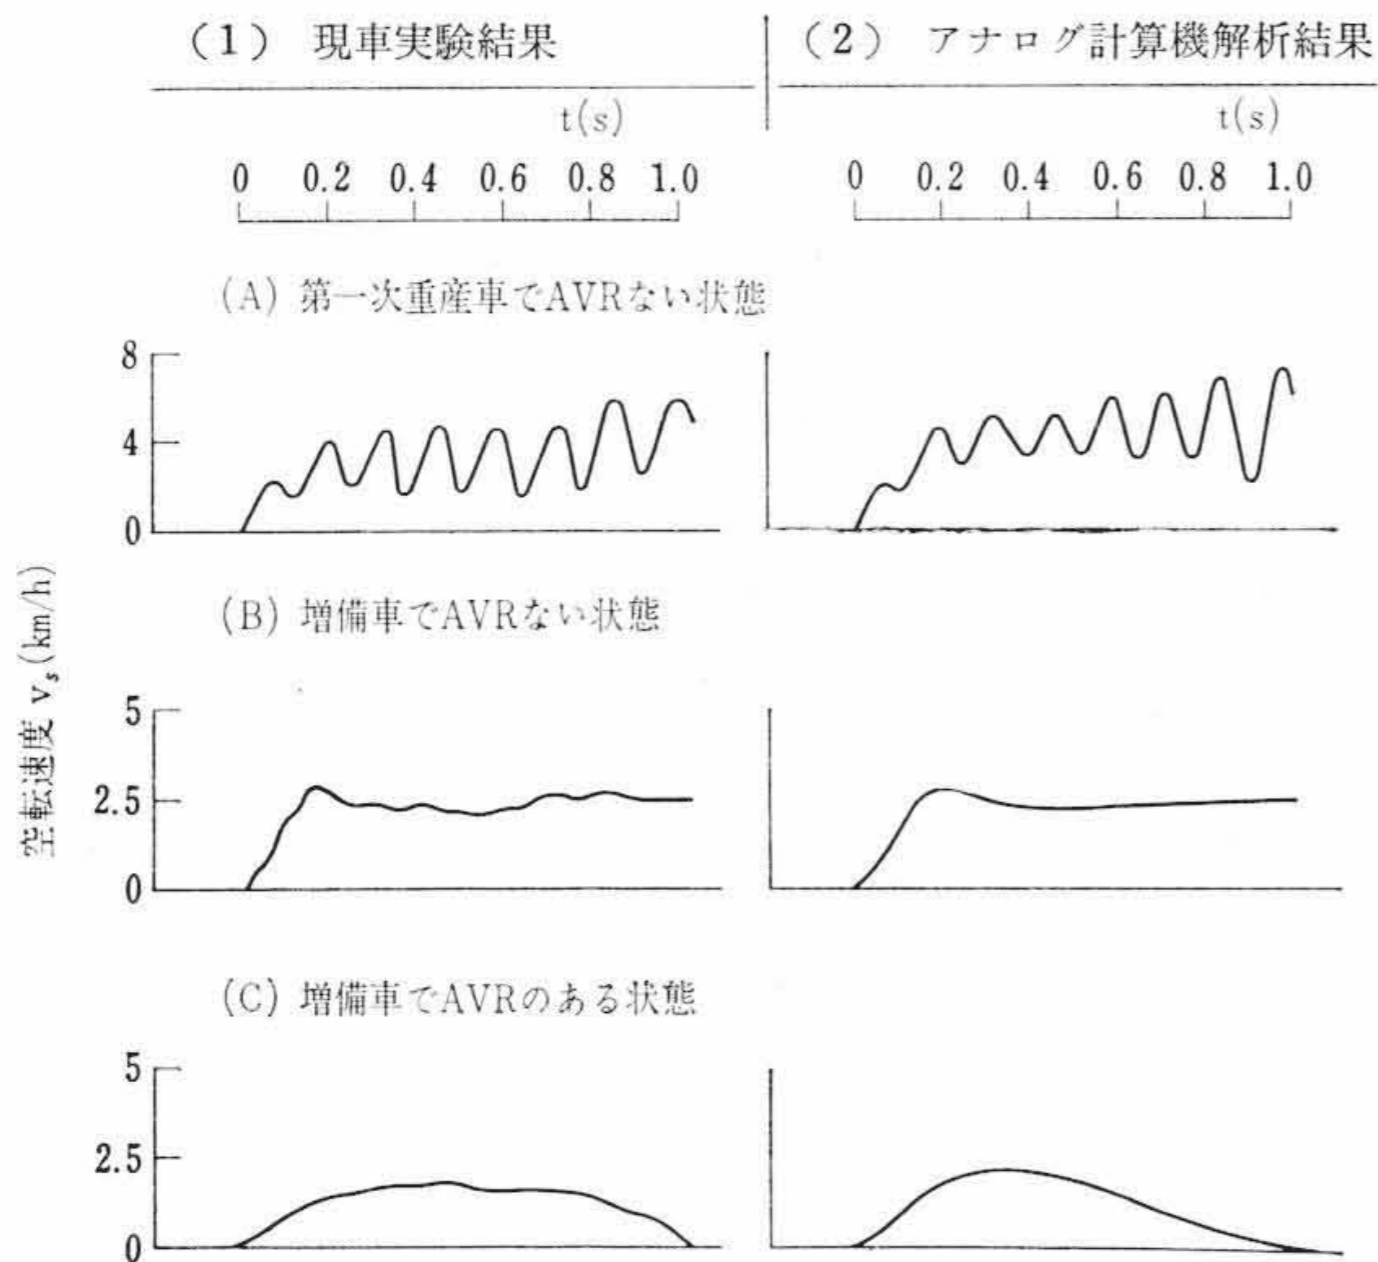 (1) 現車実験結果
(2) アナログ計算機解析結果
t(s)
t(s)
0 0.2 0.4 0.6 0.8 1.0
0 0.2 0.4 0.6 0.8 1.0
(A) 第一次重産車でAVRない状態
8
4
0
(B) 増備車でAVRない状態
空転速度 vs (km/h)
5
2.5
0
(C) 増備車でAVRのある状態
5
2.5
0